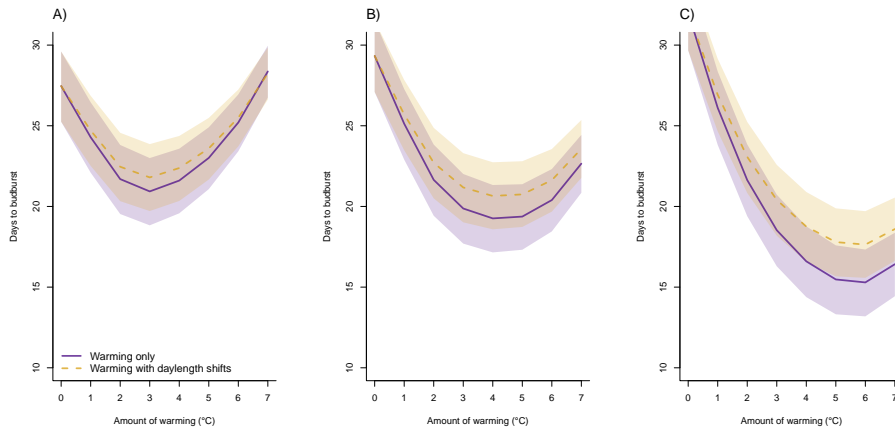 A)
B)
C)
30
25
20
15
10
Days to budburst
0 1 2 3 4 5 6 7
Amount of warming (°C)
Warming only
Warming with daylength shifts
30
25
20
15
10
Days to budburst
0 1 2 3 4 5 6 7
Amount of warming (°C)
30
25
20
15
10
Days to budburst
0 1 2 3 4 5 6 7
Amount of warming (°C)